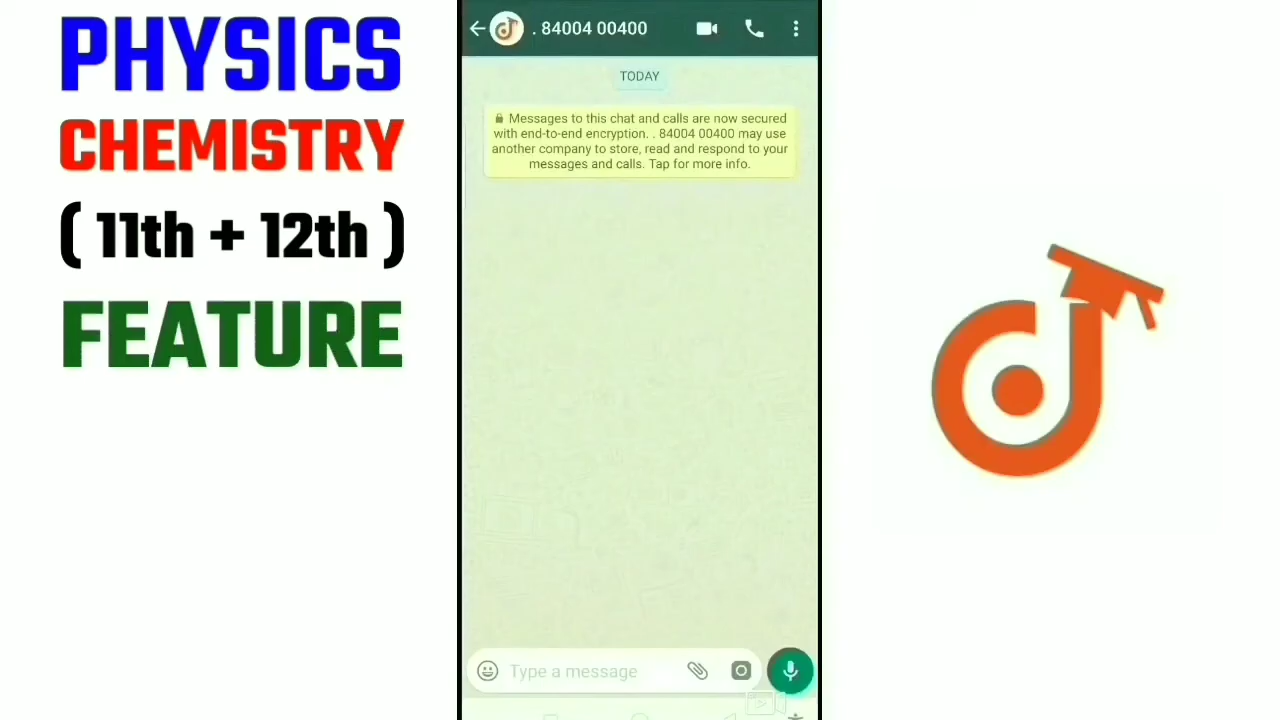 PHYSICS
CHEMISTRY
( 11th + 12th )
FEATURE
. 84004 00400
TODAY
Messages to this chat and calls are now secured
with end-to-end encryption. . 84004 00400 may use
another company to store, read and respond to your
messages and calls. Tap for more info.
Type a message